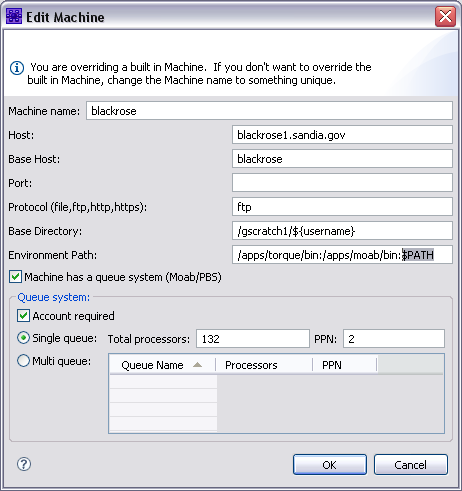 Edit Machine
You are overriding a built in Machine.  If you don't want to override the
built in Machine, change the Machine name to something unique.
Machine name: blackrose
Host: blackrose1.sandia.gov
Base Host: blackrose
Port:
Protocol (file,ftp,http,https): ftp
Base Directory: /gscratch1/${username}
Environment Path: /apps/torque/bin:/apps/moab/bin:$PATH
Machine has a queue system (Moab/PBS)
Queue system:
Account required
Single queue: Total processors: 132 PPN: 2
Multi queue: Queue Name Processors PPN
? OK Cancel